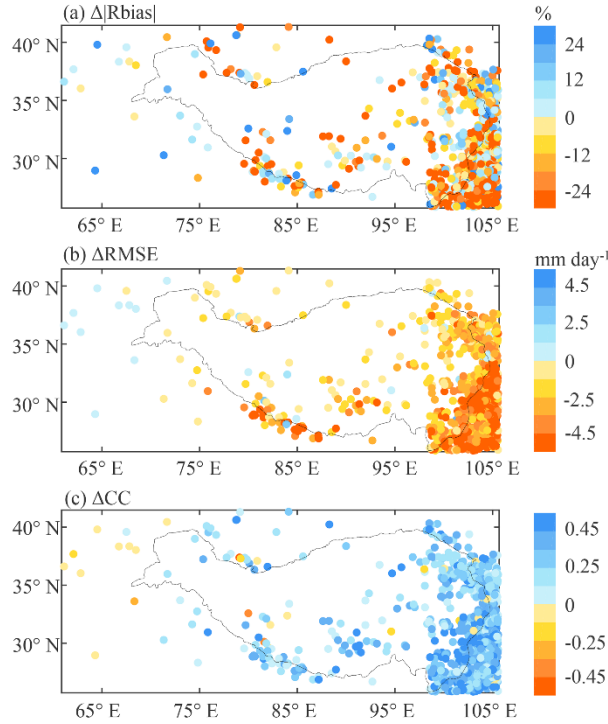 (a) Δ|Rbias|
%
40° N
35° N
30° N
65° E 75° E 85° E 95° E 105° E
24
12
0
-12
-24
(b) ΔRMSE
mm day-1
40° N
35° N
30° N
65° E 75° E 85° E 95° E 105° E
4.5
2.5
0
-2.5
-4.5
(c) ΔCC
40° N
35° N
30° N
65° E 75° E 85° E 95° E 105° E
0.45
0.25
0
-0.25
-0.45